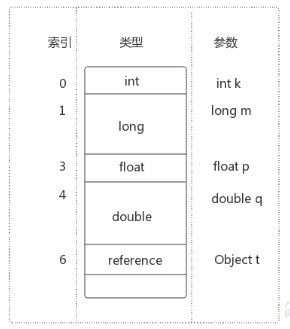 索引 类型 参数
0 int int k
1 long long m
3 float float p
4 double double q
6 reference Object t